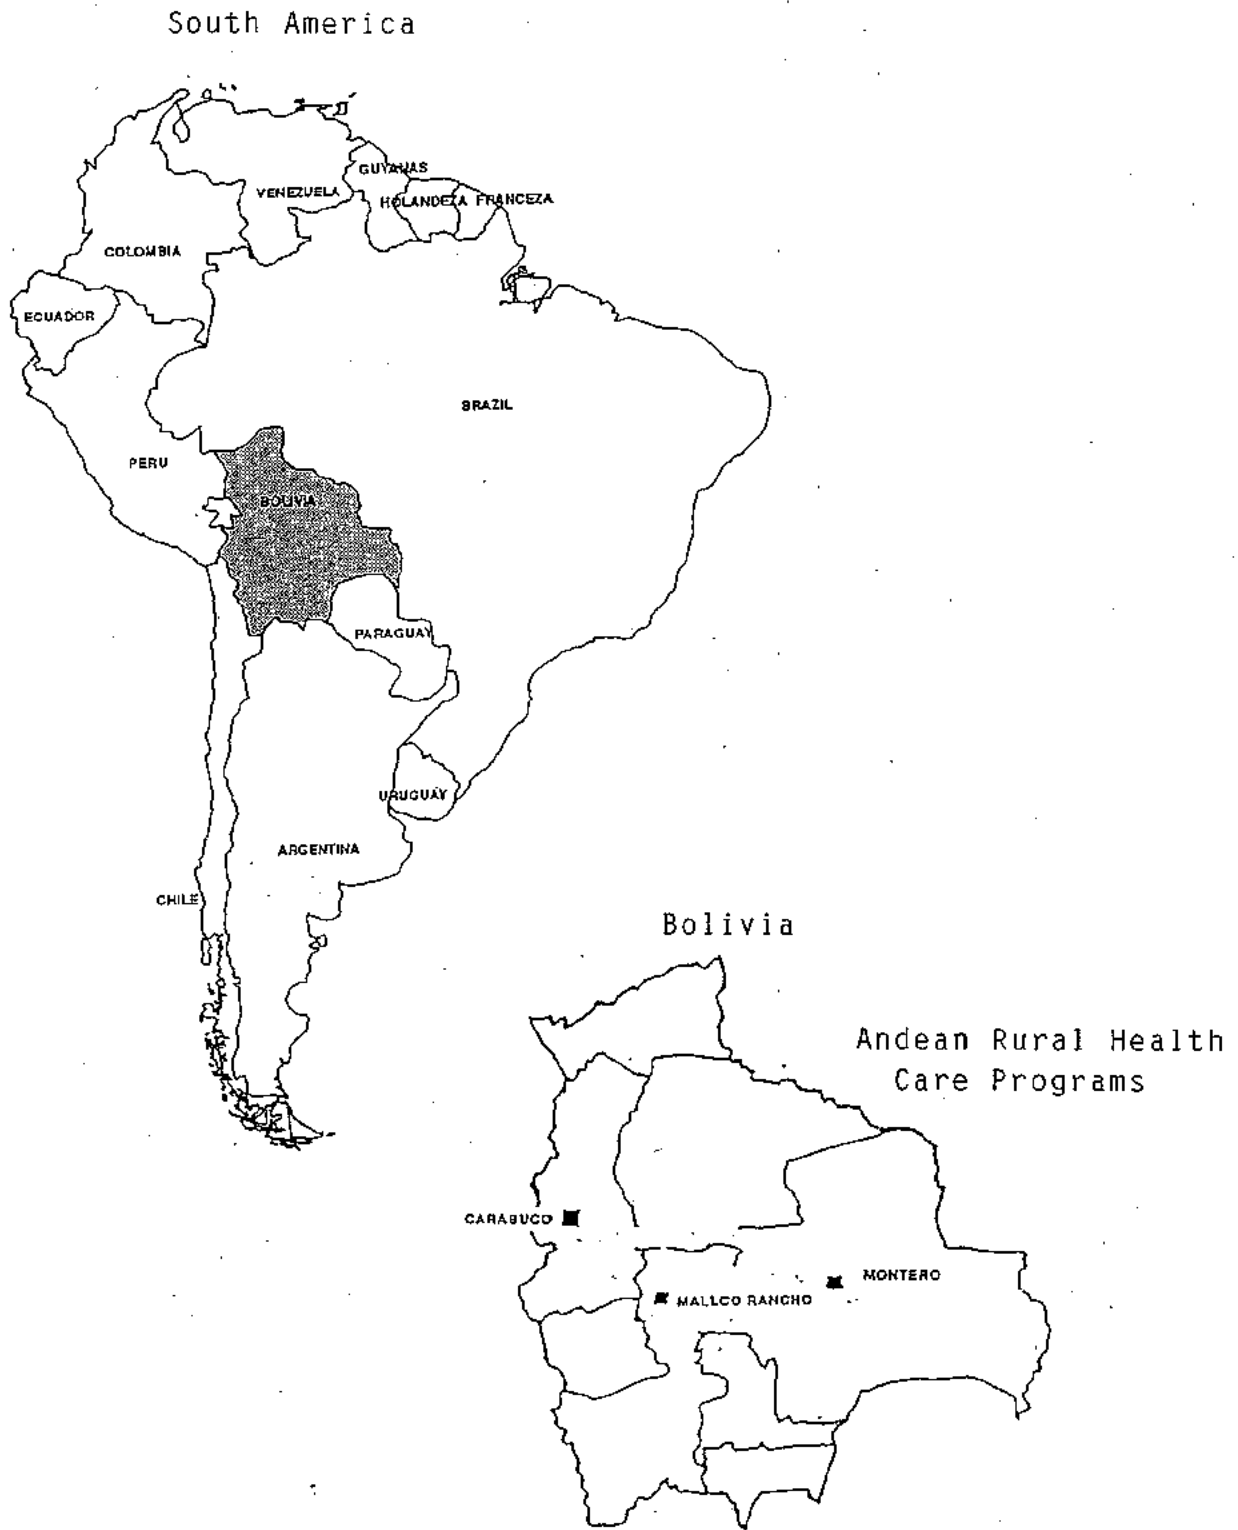 South America
GUYANAS
VENEZUELA
HOLANDEZA FRANCEZA
COLOMBIA
ECUADOR
BRAZIL
PERU
BOLIVIA
PARAGUAY
URUGUAY
ARGENTINA
CHILE
Bolivia
Andean Rural Health
Care Programs
CARABUCO
MONTERO
MALLCO RANCHO